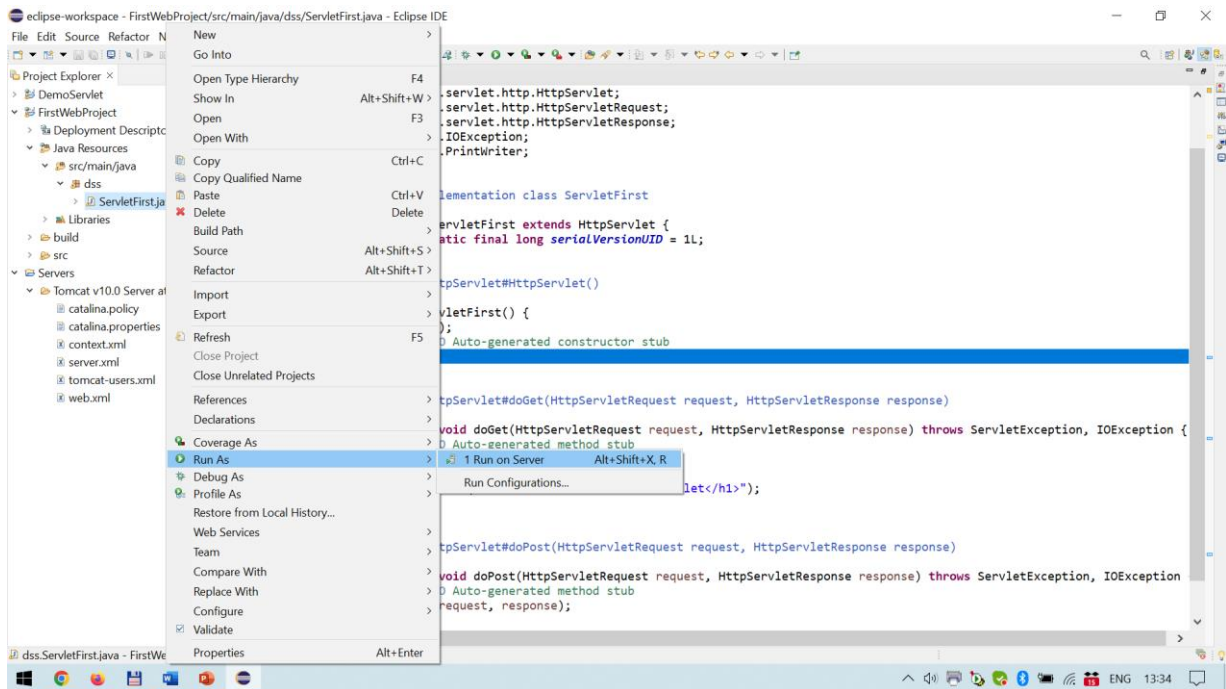 eclipse-workspace - FirstWebProject/src/main/java/dss/ServletFirst.java - Eclipse IDE
File Edit Source Refactor N
Project Explorer
DemoServlet
FirstWebProject
Deployment Descripto
Java Resources
src/main/java
dss
ServletFirst.ja
Libraries
build
src
Servers
Tomcat v10.0 Server at
catalina.policy
catalina.properties
context.xml
server.xml
tomcat-users.xml
web.xml
New
Go Into
Open Type Hierarchy F4
Show In Alt+Shift+W
Open F3
Open With
Copy Ctrl+C
Copy Qualified Name
Paste Ctrl+V
Delete Delete
Build Path
Source Alt+Shift+S
Refactor Alt+Shift+T
Import
Export
Refresh F5
Close Project
Close Unrelated Projects
References
Declarations
Coverage As
Run As
Debug As
Profile As
Restore from Local History...
Web Services
Team
Compare With
Replace With
Configure
Validate
Properties Alt+Enter
1 Run on Server Alt+Shift+X, R
Run Configurations...
.servlet.http.HttpServlet;
.servlet.http.HttpServletRequest;
.servlet.http.HttpServletResponse;
.IOException;
.PrintWriter;
lementation class ServletFirst
ervletFirst extends HttpServlet {
atic final long serialVersionUID = 1L;
tpServlet#HttpServlet()
vletFirst() {
);
Auto-generated constructor stub
tpServlet#doGet(HttpServletRequest request, HttpServletResponse response)
void doGet(HttpServletRequest request, HttpServletResponse response) throws ServletException, IOException {
Auto-generated method stub
let</h1>");
tpServlet#doPost(HttpServletRequest request, HttpServletResponse response)
void doPost(HttpServletRequest request, HttpServletResponse response) throws ServletException, IOException
Auto-generated method stub
request, response);
dss.ServletFirst.java - FirstWe
ENG 13:34